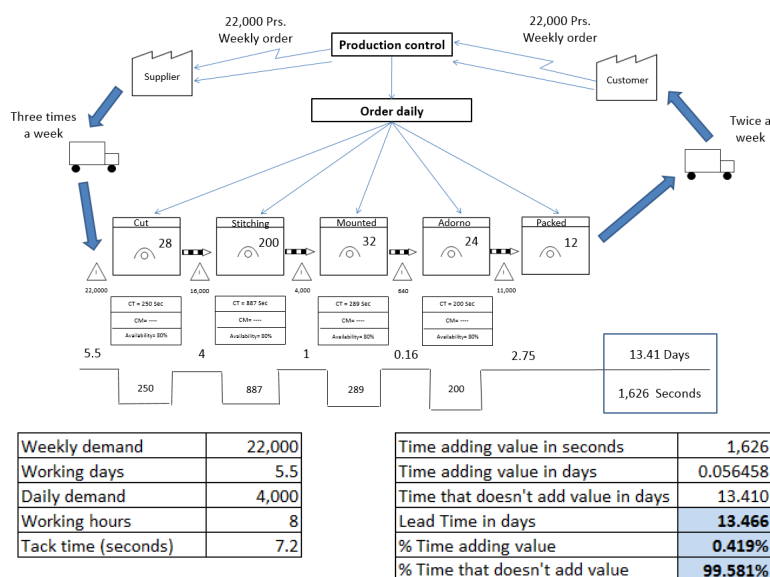 22,000 Prs.
Weekly order
22,000 Prs.
Weekly order
Production control
Supplier
Customer
Order daily
Three times
a week
Twice a
week
Cut
28
Stitching
200
Mounted
32
Adorno
24
Packed
12
I
I
I
I
I
22,0000
16,000
4,000
640
11,000
CT = 250 Sec
CM= ----
Availability= 80%
CT = 887 Sec
CM= ----
Availability= 80%
CT = 289 Sec
CM= ----
Availability= 80%
CT = 200 Sec
CM= ----
Availability= 80%
5.5
4
1
0.16
2.75
13.41 Days
250
887
289
200
1,626 Seconds
Weekly demand 22,000
Working days 5.5
Daily demand 4,000
Working hours 8
Tack time (seconds) 7.2
Time adding value in seconds 1,626
Time adding value in days 0.056458
Time that doesn't add value in days 13.410
Lead Time in days 13.466
% Time adding value 0.419%
% Time that doesn't add value 99.581%